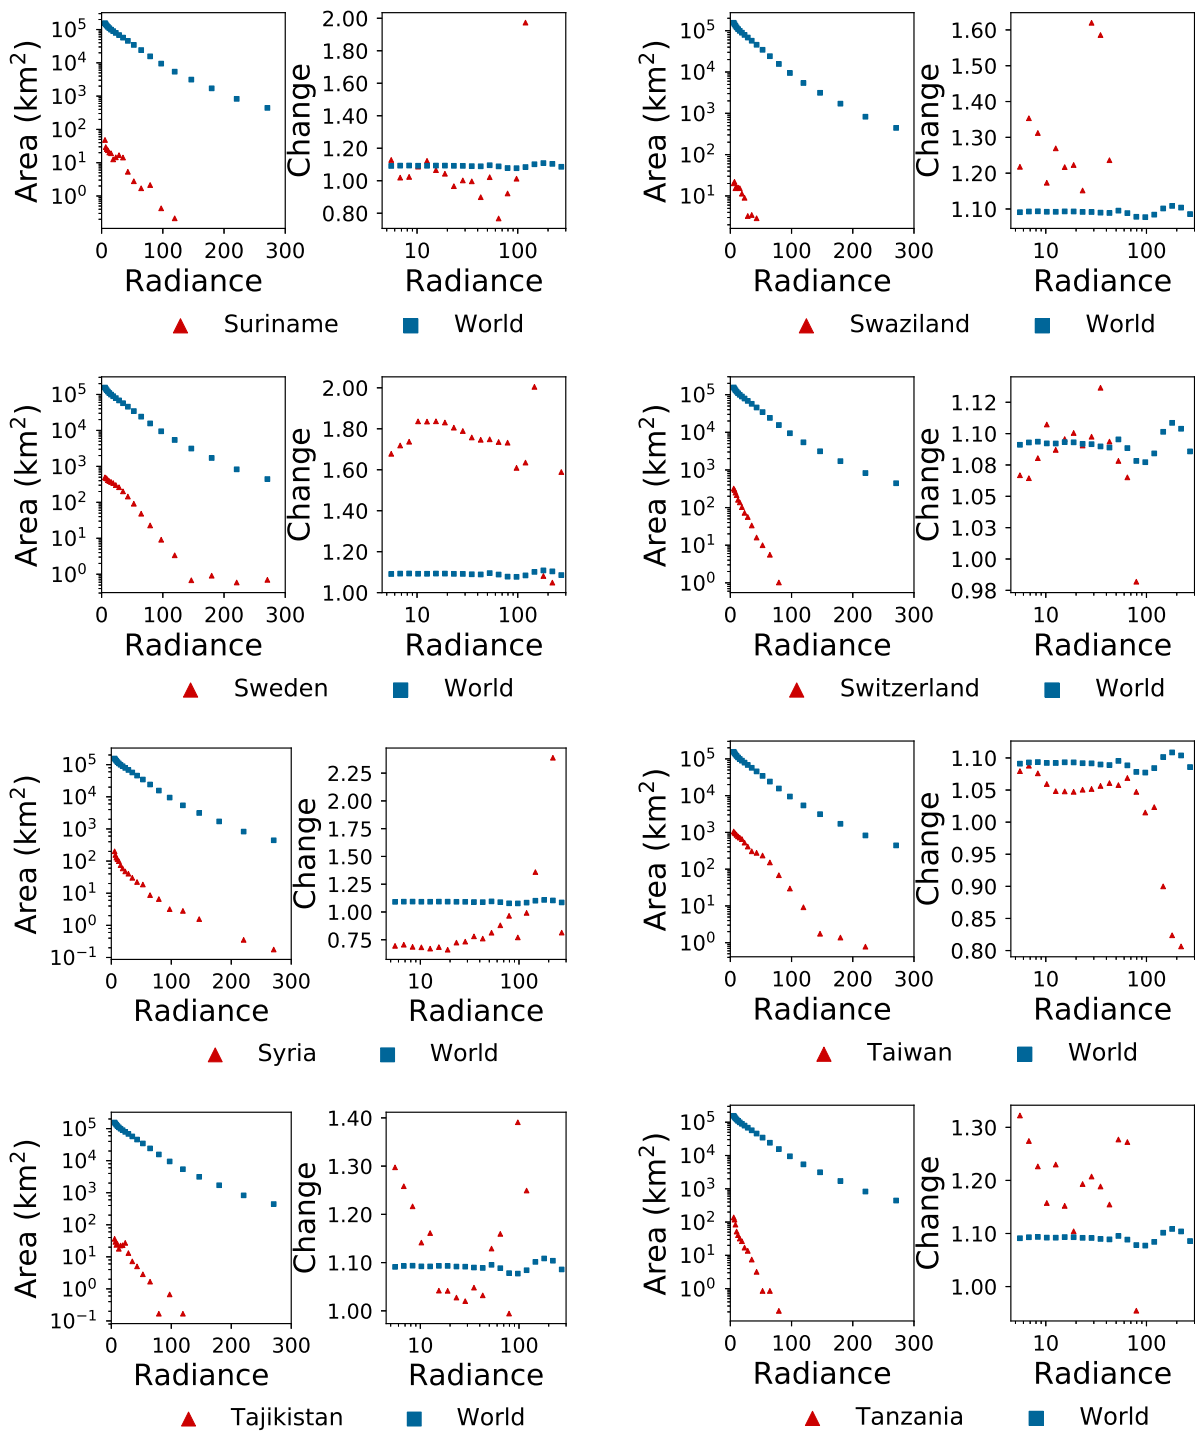 Area (km²)
10⁵
10⁴
10³
10²
10¹
10⁰
0 100 200 300
Radiance
Change
2.00
1.80
1.60
1.40
1.20
1.00
0.80
10 100
Radiance
Suriname World
Area (km²)
10⁵
10⁴
10³
10²
10¹
0 100 200 300
Radiance
Change
1.60
1.50
1.40
1.30
1.20
1.10
10 100
Radiance
Swaziland World
Area (km²)
10⁵
10⁴
10³
10²
10¹
10⁰
0 100 200 300
Radiance
Change
2.00
1.80
1.60
1.40
1.20
1.00
10 100
Radiance
Sweden World
Area (km²)
10⁵
10⁴
10³
10²
10¹
10⁰
0 100 200 300
Radiance
Change
1.12
1.10
1.08
1.05
1.03
1.00
0.98
10 100
Radiance
Switzerland World
Area (km²)
10⁵
10⁴
10³
10²
10¹
10⁰
10⁻¹
0 100 200 300
Radiance
Change
2.25
2.00
1.75
1.50
1.25
1.00
0.75
10 100
Radiance
Syria World
Area (km²)
10⁵
10⁴
10³
10²
10¹
10⁰
0 100 200 300
Radiance
Change
1.10
1.05
1.00
0.95
0.90
0.85
0.80
10 100
Radiance
Taiwan World
Area (km²)
10⁵
10⁴
10³
10²
10¹
10⁰
10⁻¹
0 100 200 300
Radiance
Change
1.40
1.30
1.20
1.10
1.00
10 100
Radiance
Tajikistan World
Area (km²)
10⁵
10⁴
10³
10²
10¹
10⁰
0 100 200 300
Radiance
Change
1.30
1.20
1.10
1.00
10 100
Radiance
Tanzania World